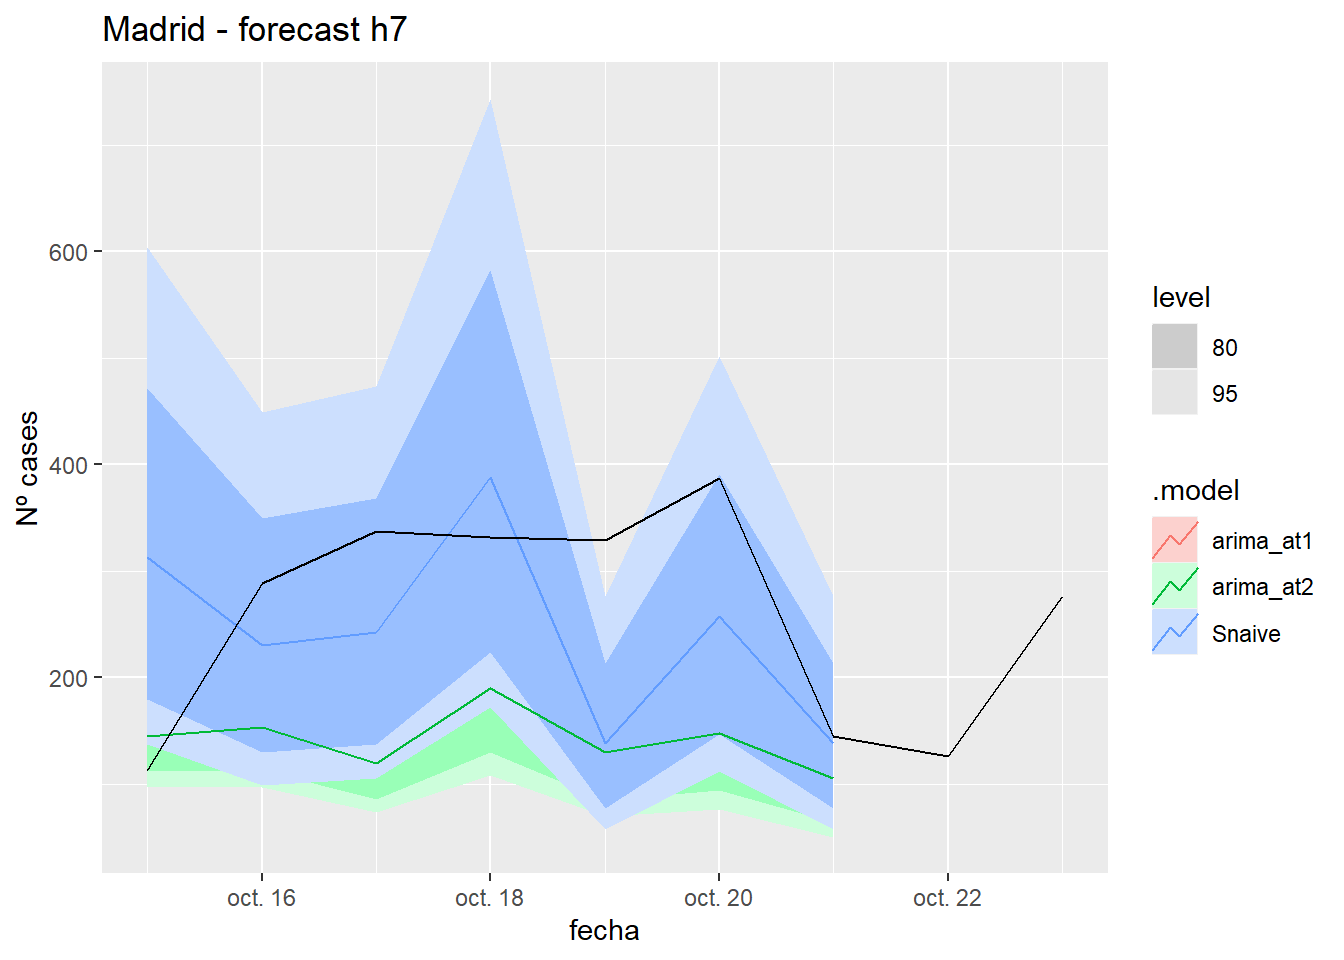 Madrid - forecast h7
Nº cases
600
400
200
oct. 16
oct. 18
oct. 20
oct. 22
fecha
level
80
95
.model
arima_at1
arima_at2
Snaive